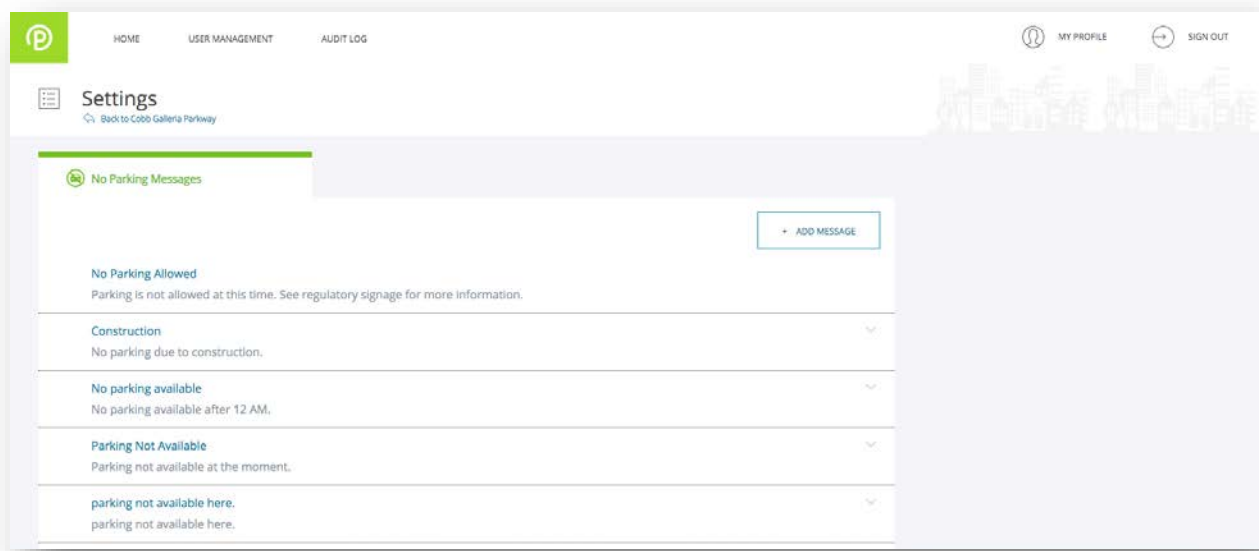 HOME USER MANAGEMENT AUDIT LOG MY PROFILE SIGN OUT
Settings
Back to Cobb Galleria Parkway
No Parking Messages
+ ADD MESSAGE
No Parking Allowed
Parking is not allowed at this time. See regulatory signage for more information.
Construction
No parking due to construction.
No parking available
No parking available after 12 AM.
Parking Not Available
Parking not available at the moment.
parking not available here.
parking not available here.